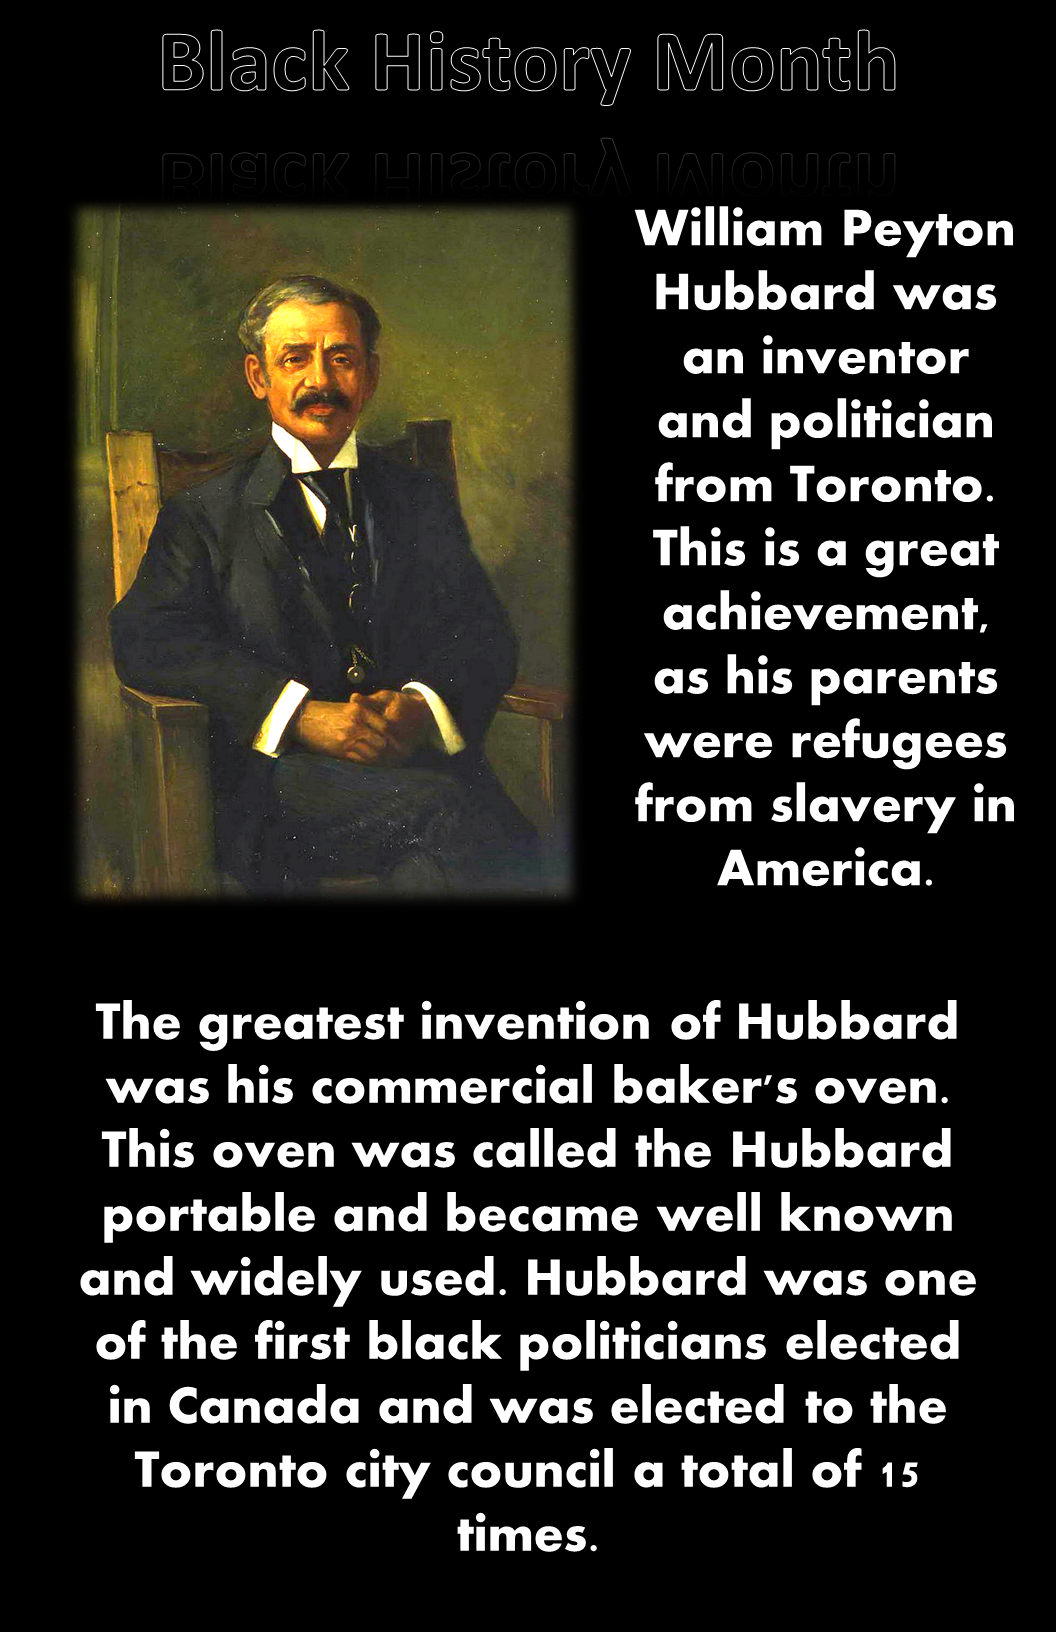 Black History Month
William Peyton
Hubbard was
an inventor
and politician
from Toronto.
This is a great
achievement,
as his parents
were refugees
from slavery in
America.
The greatest invention of Hubbard
was his commercial baker's oven.
This oven was called the Hubbard
portable and became well known
and widely used. Hubbard was one
of the first black politicians elected
in Canada and was elected to the
Toronto city council a total of 15
times.